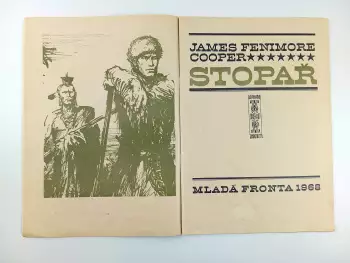 JAMES FENIMORE
COOPER★★★★★★★
STOPAŘ
MLADÁ FRONTA 1968